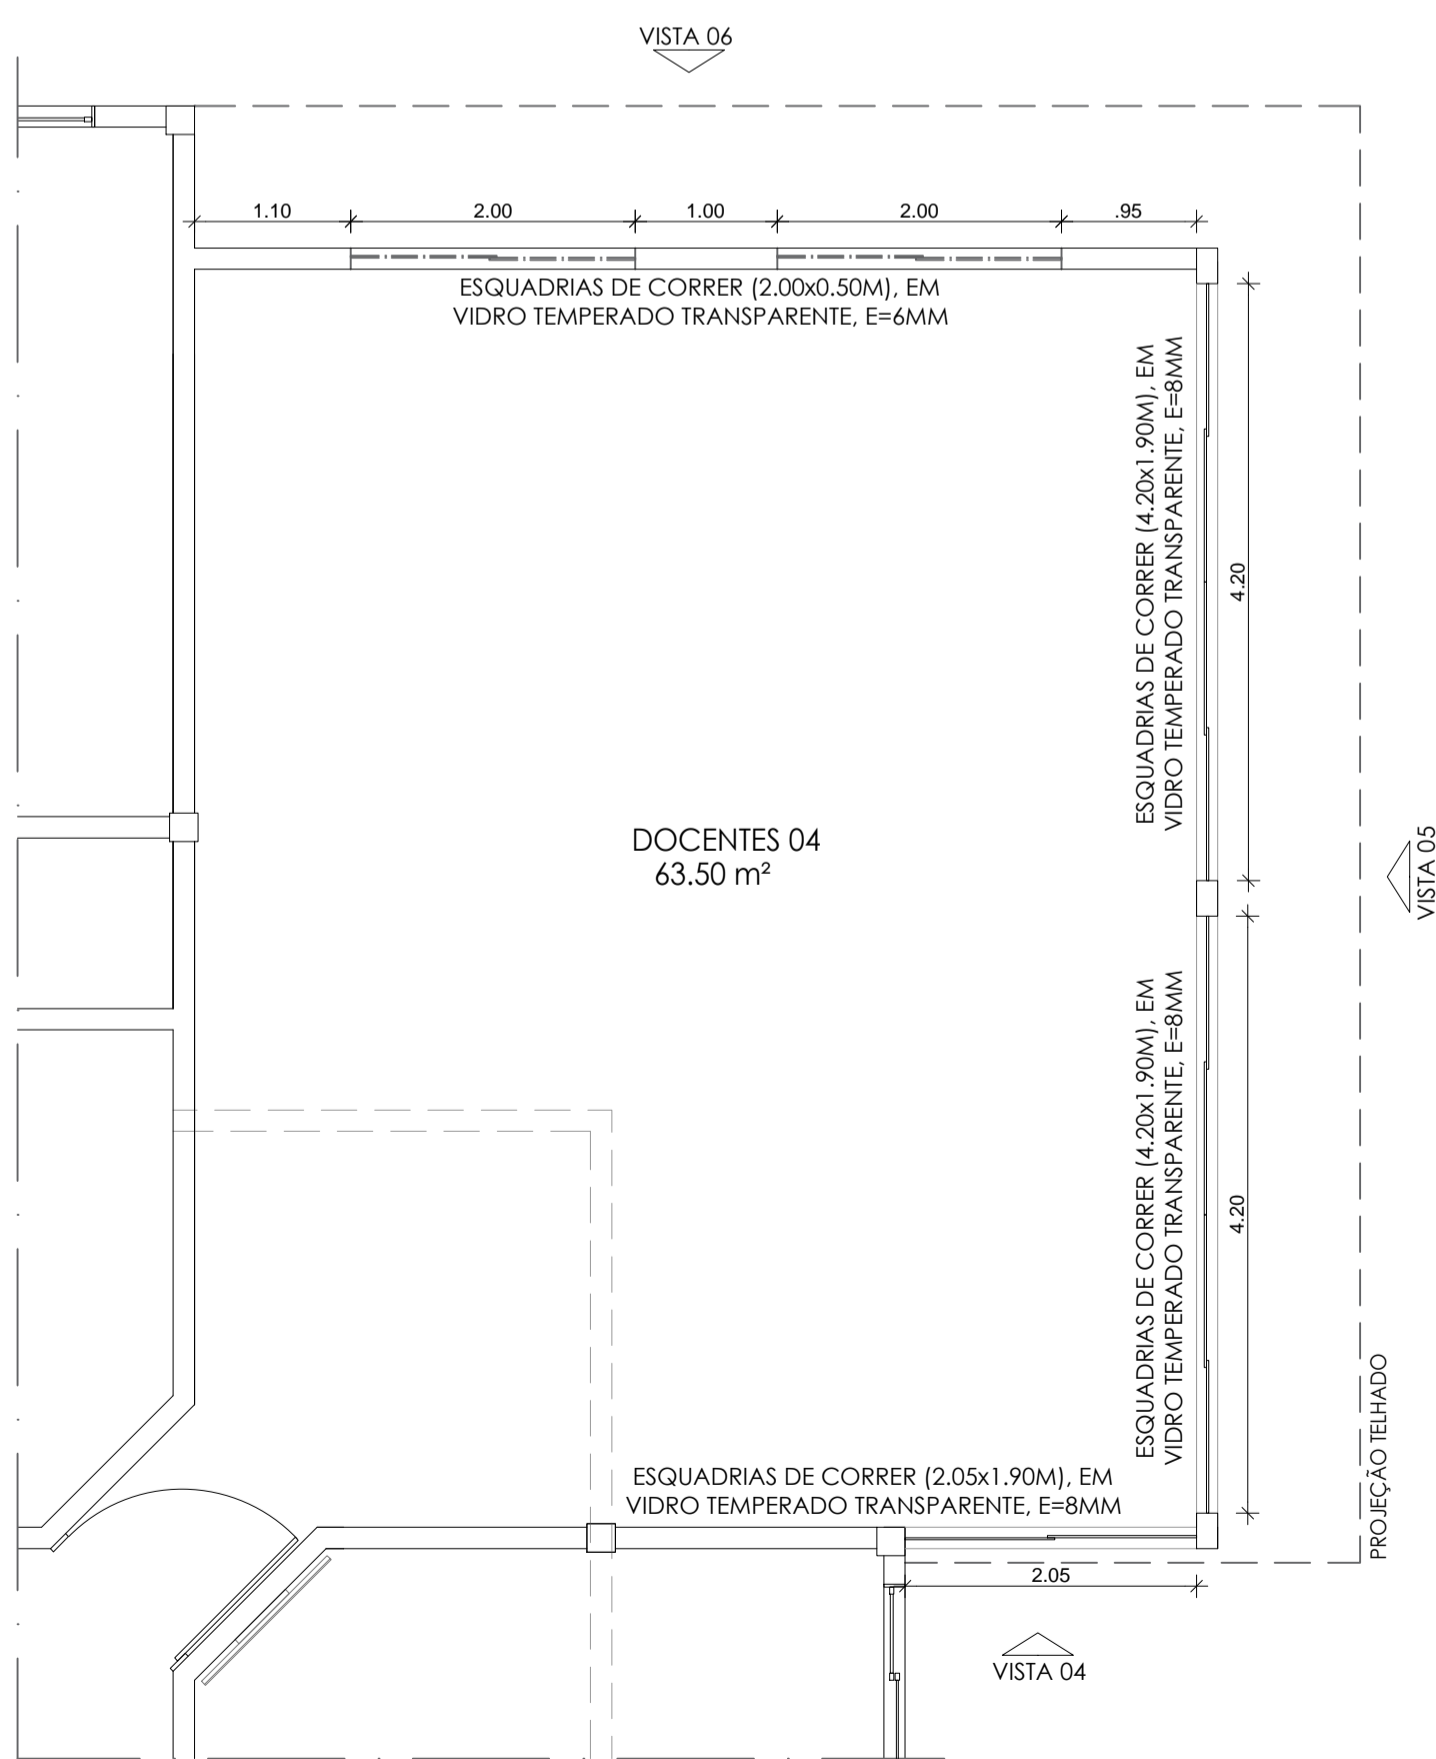 VISTA 06
1.10
2.00
1.00
2.00
.95
ESQUADRIAS DE CORRER (2.00x0.50M), EM
VIDRO TEMPERADO TRANSPARENTE, E=6MM
ESQUADRIAS DE CORRER (4.20x1.90M), EM
VIDRO TEMPERADO TRANSPARENTE, E=8MM
4.20
DOCENTES 04
63.50 m²
VISTA 05
ESQUADRIAS DE CORRER (4.20x1.90M), EM
VIDRO TEMPERADO TRANSPARENTE, E=8MM
4.20
PROJEÇÃO TELHADO
ESQUADRIAS DE CORRER (2.05x1.90M), EM
VIDRO TEMPERADO TRANSPARENTE, E=8MM
2.05
VISTA 04